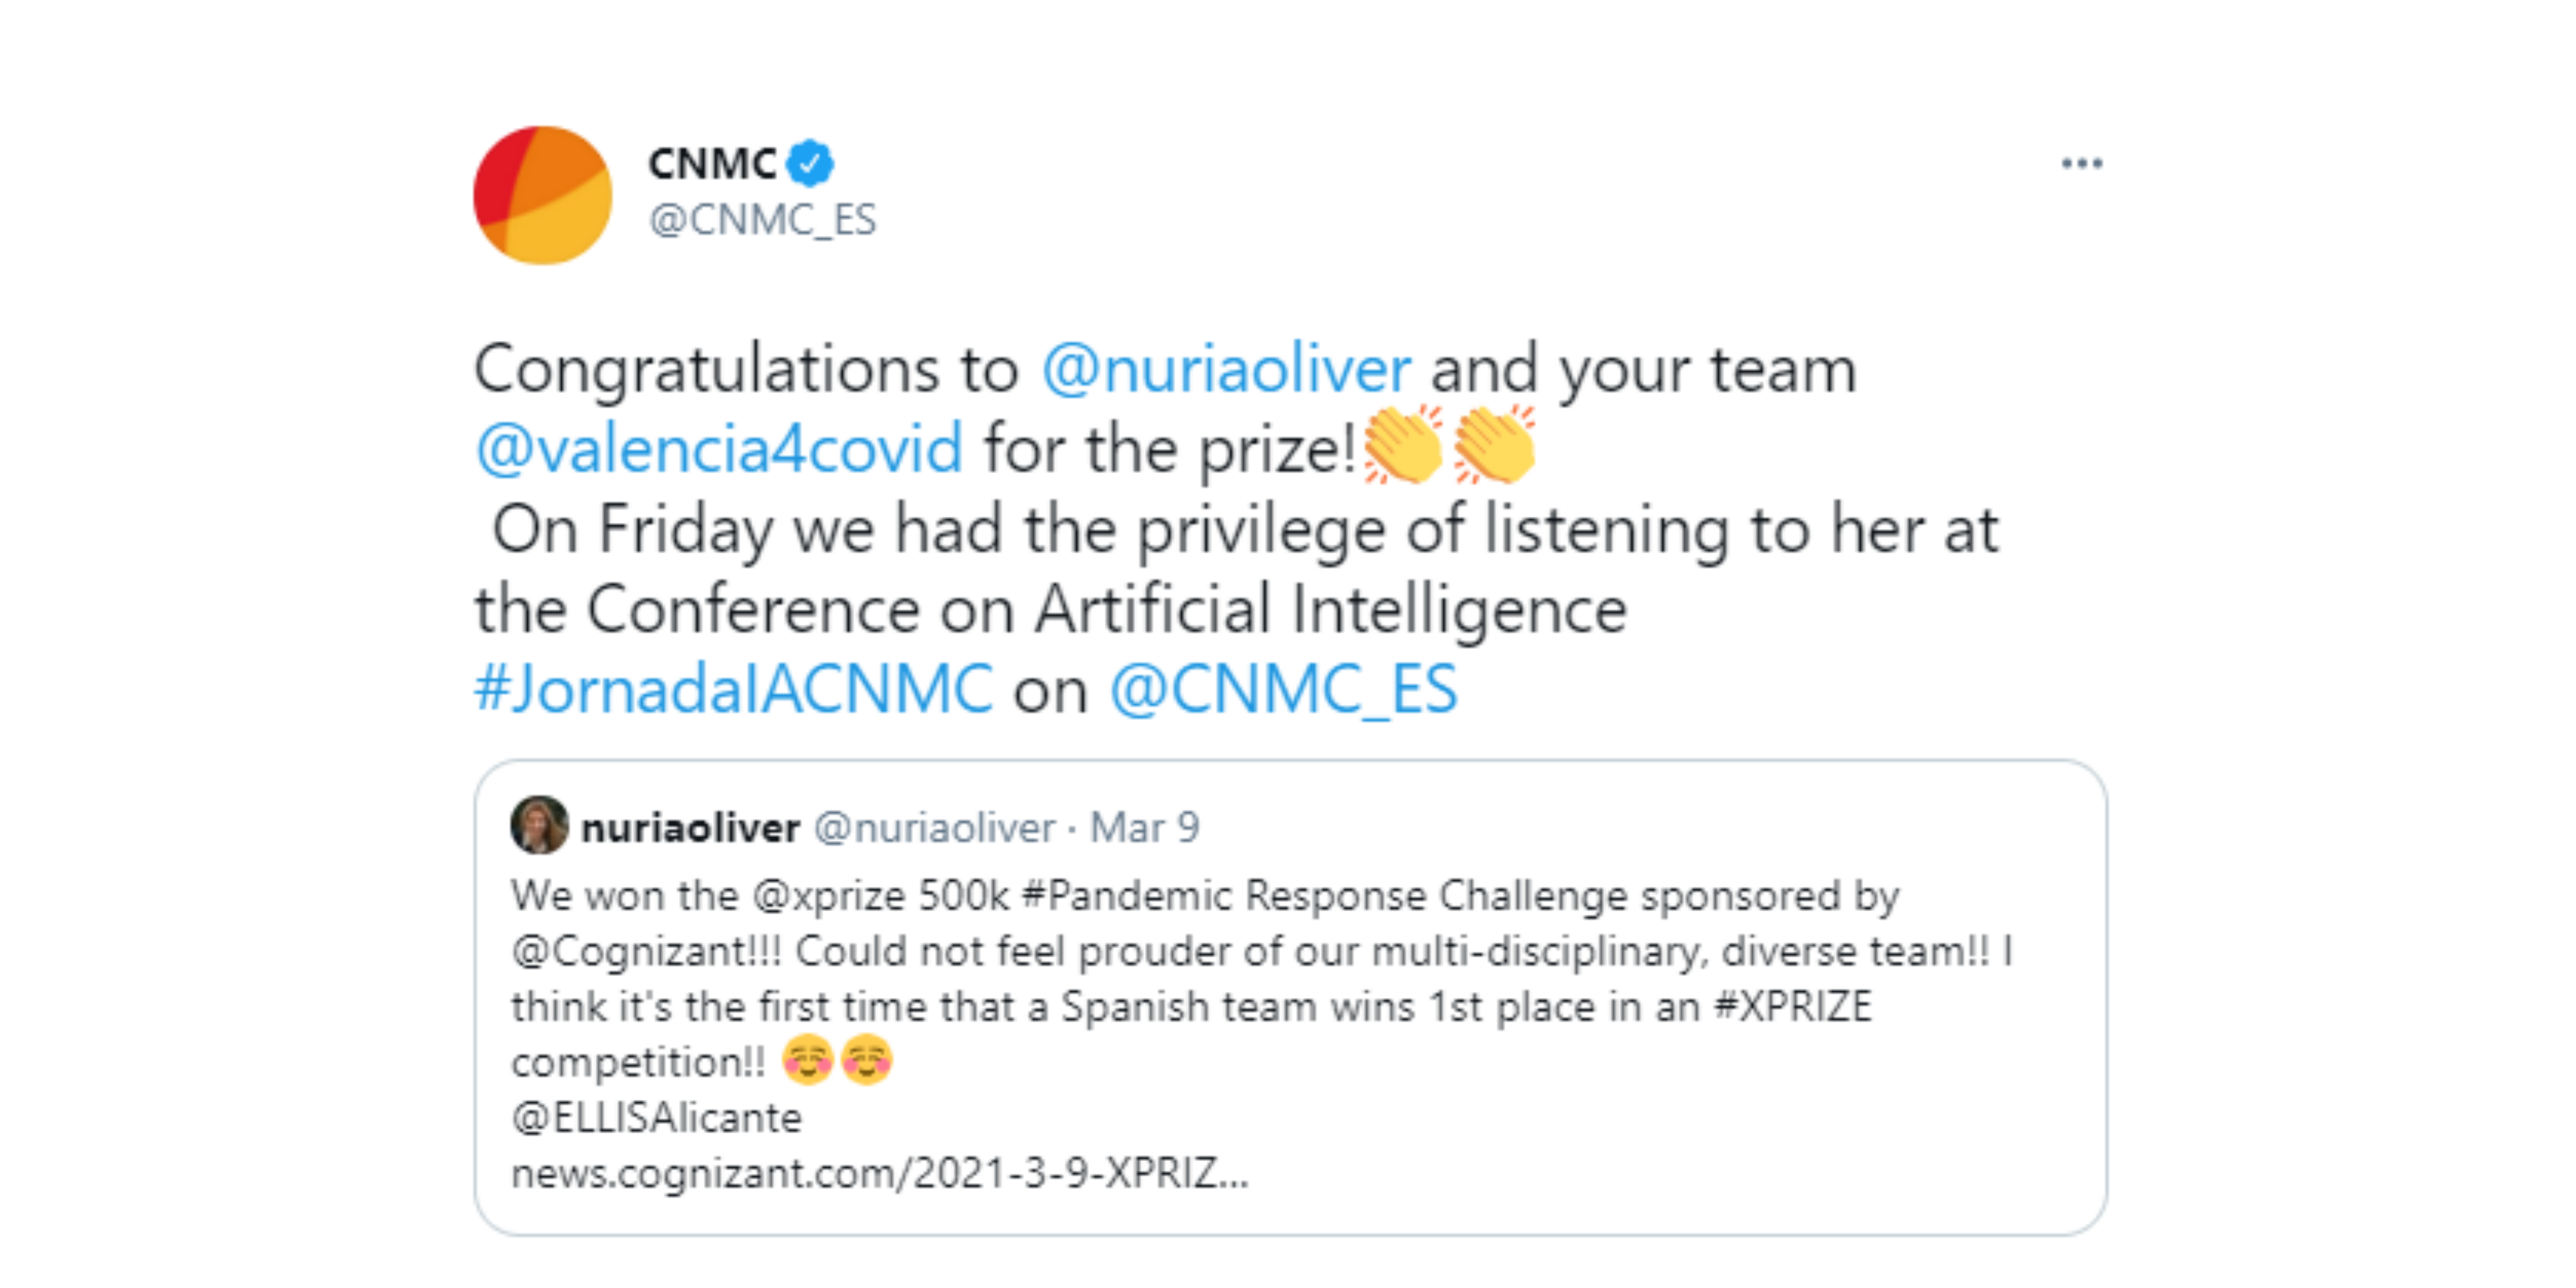 CNMC
@CNMC_ES
Congratulations to @nuriaoliver and your team
@valencia4covid for the prize!👏👏
On Friday we had the privilege of listening to her at
the Conference on Artificial Intelligence
#JornadaIACNMC on @CNMC_ES
nuriaoliver @nuriaoliver · Mar 9
We won the @xprize 500k #Pandemic Response Challenge sponsored by
@Cognizant!!! Could not feel prouder of our multi-disciplinary, diverse team!! I
think it's the first time that a Spanish team wins 1st place in an #XPRIZE
competition!! ☺️☺️
@ELLISAlicante
news.cognizant.com/2021-3-9-XPRIZ...